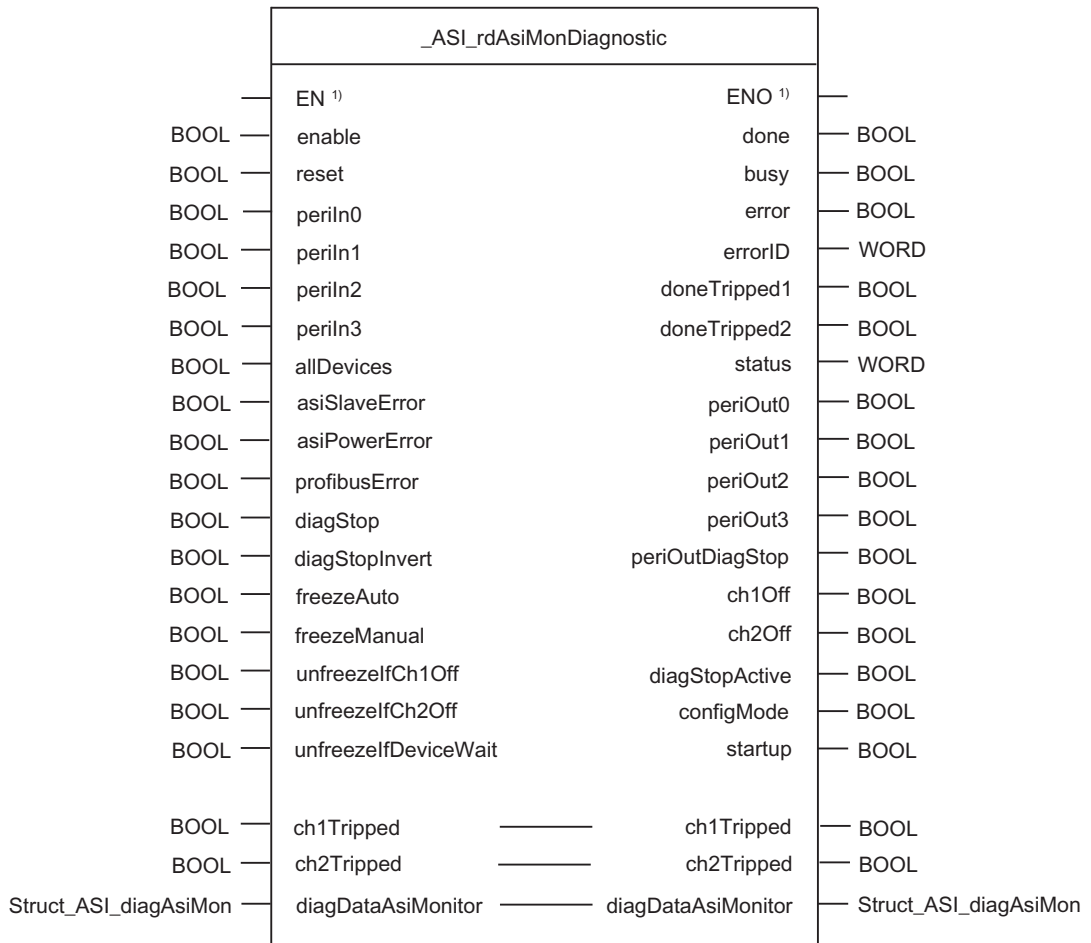 _ASI_rdAsiMonDiagnostic
EN 1) ENO 1)
BOOL enable done BOOL
BOOL reset busy BOOL
BOOL periIn0 error BOOL
BOOL periIn1 errorID WORD
BOOL periIn2 doneTripped1 BOOL
BOOL periIn3 doneTripped2 BOOL
BOOL allDevices status WORD
BOOL asiSlaveError periOut0 BOOL
BOOL asiPowerError periOut1 BOOL
BOOL profibusError periOut2 BOOL
BOOL diagStop periOut3 BOOL
BOOL diagStopInvert periOutDiagStop BOOL
BOOL freezeAuto ch1Off BOOL
BOOL freezeManual ch2Off BOOL
BOOL unfreezeIfCh1Off diagStopActive BOOL
BOOL unfreezeIfCh2Off configMode BOOL
BOOL unfreezeIfDeviceWait startup BOOL
BOOL ch1Tripped ch1Tripped BOOL
BOOL ch2Tripped ch2Tripped BOOL
Struct_ASI_diagAsiMon diagDataAsiMonitor diagDataAsiMonitor Struct_ASI_diagAsiMon